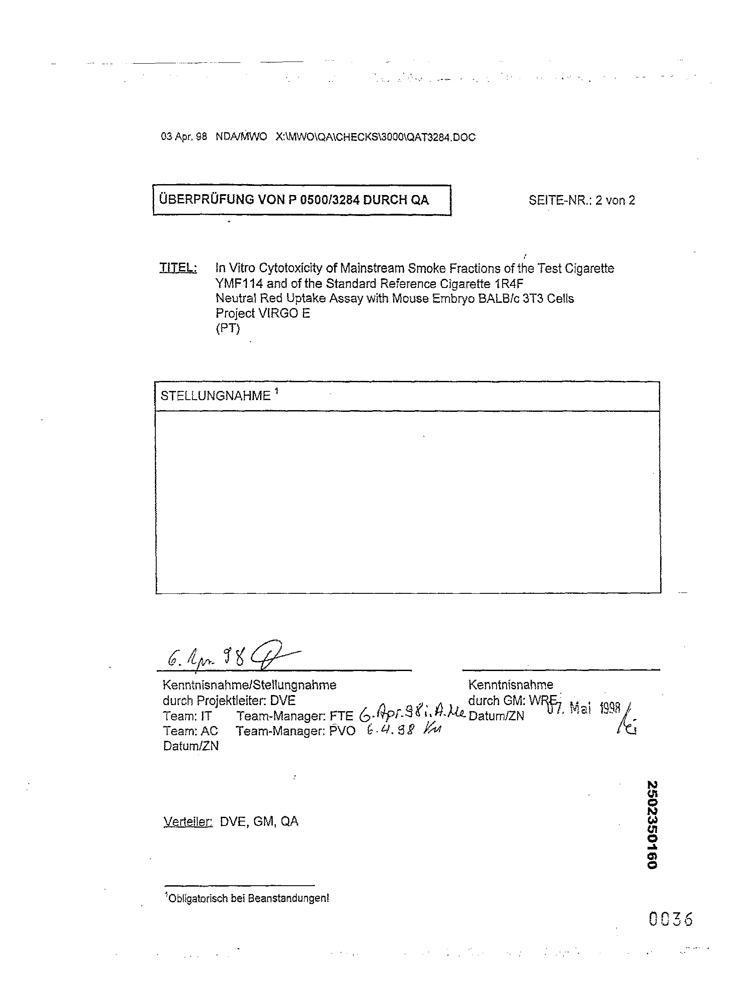 03 Apr. 98 NDA/MWO X:\MWO\QA\CHECKS\3000\QAT3284.DOC
ÜBERPRÜFUNG VON P 0500/3284 DURCH QA SEITE-NR.: 2 von 2
TITEL: In Vitro Cytotoxicity of Mainstream Smoke Fractions of the Test Cigarette
YMF114 and of the Standard Reference Cigarette 1R4F
Neutral Red Uptake Assay with Mouse Embryo BALB/c 3T3 Cells
Project VIRGO E
(PT)
STELLUNGNAHME 1
6. Apr. 98
Kenntnisnahme/Stellungnahme
durch Projektleiter: DVE
Team: IT Team-Manager: FTE 6. Apr. 98 i. A.
Team: AC Team-Manager: PVO 6.4.98
Datum/ZN
Kenntnisnahme
durch GM: WRE
Datum/ZN 07. Mai 1998
Verteiler: DVE, GM, QA
1Obligatorisch bei Beanstandungen!
2502350160
0036